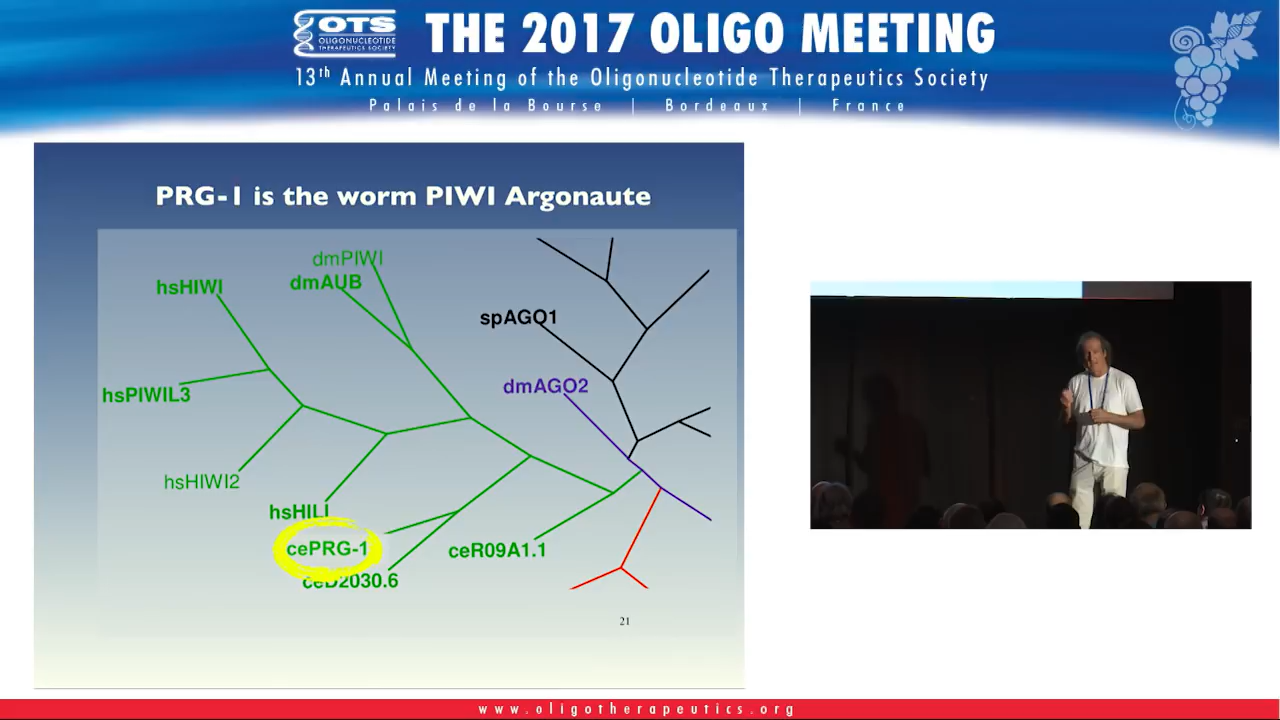 OTS
OLIGONUCLEOTIDE
THERAPEUTICS SOCIETY
THE 2017 OLIGO MEETING
13th Annual Meeting of the Oligonucleotide Therapeutics Society
Palais de la Bourse | Bordeaux | France
PRG-1 is the worm PIWI Argonaute
dmPIWI
dmAUB
hsHIWI
spAGO1
dmAGO2
hsPIWIL3
hsHIWI2
hsHILI
cePRG-1
ceR09A1.1
ceD2030.6
21
www.oligotherapeutics.org